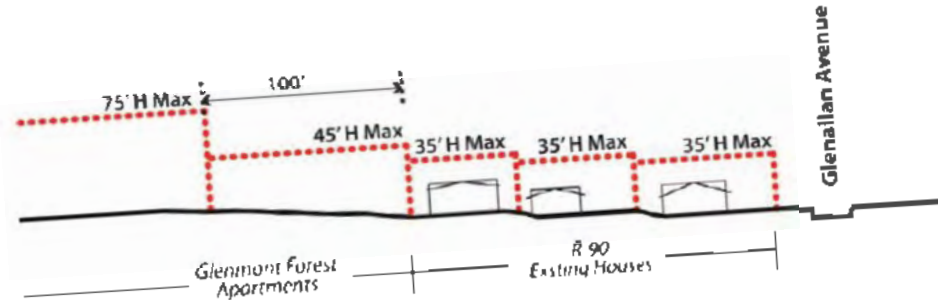 100'
75' H Max
45' H Max
35' H Max
35' H Max
35' H Max
Glenallan Avenue
Glenmont Forest
Apartments
R 90
Existing Houses